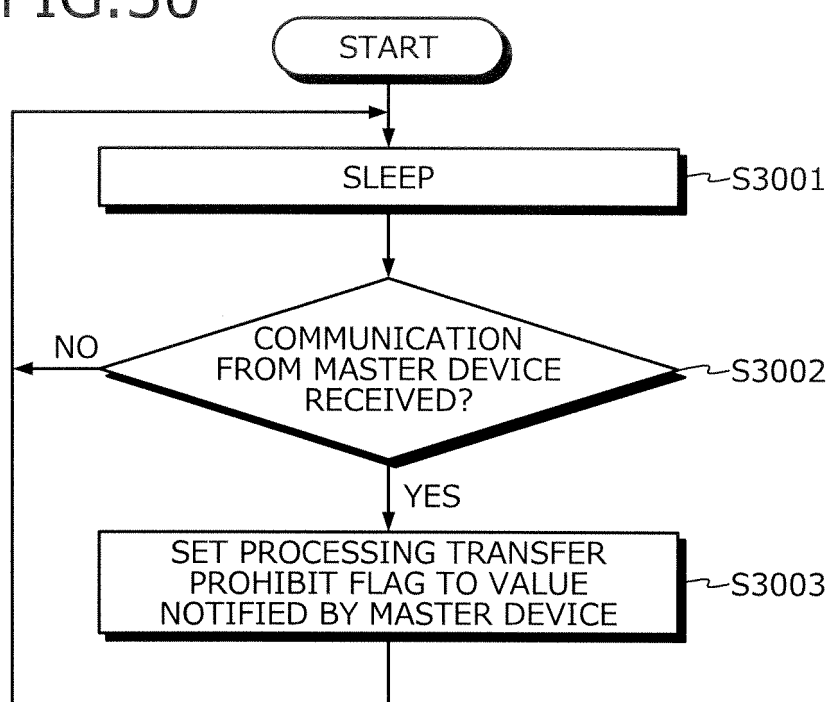 FIG.30
START
SLEEP
S3001
COMMUNICATION
FROM MASTER DEVICE
RECEIVED?
S3002
NO
YES
SET PROCESSING TRANSFER
PROHIBIT FLAG TO VALUE
NOTIFIED BY MASTER DEVICE
S3003